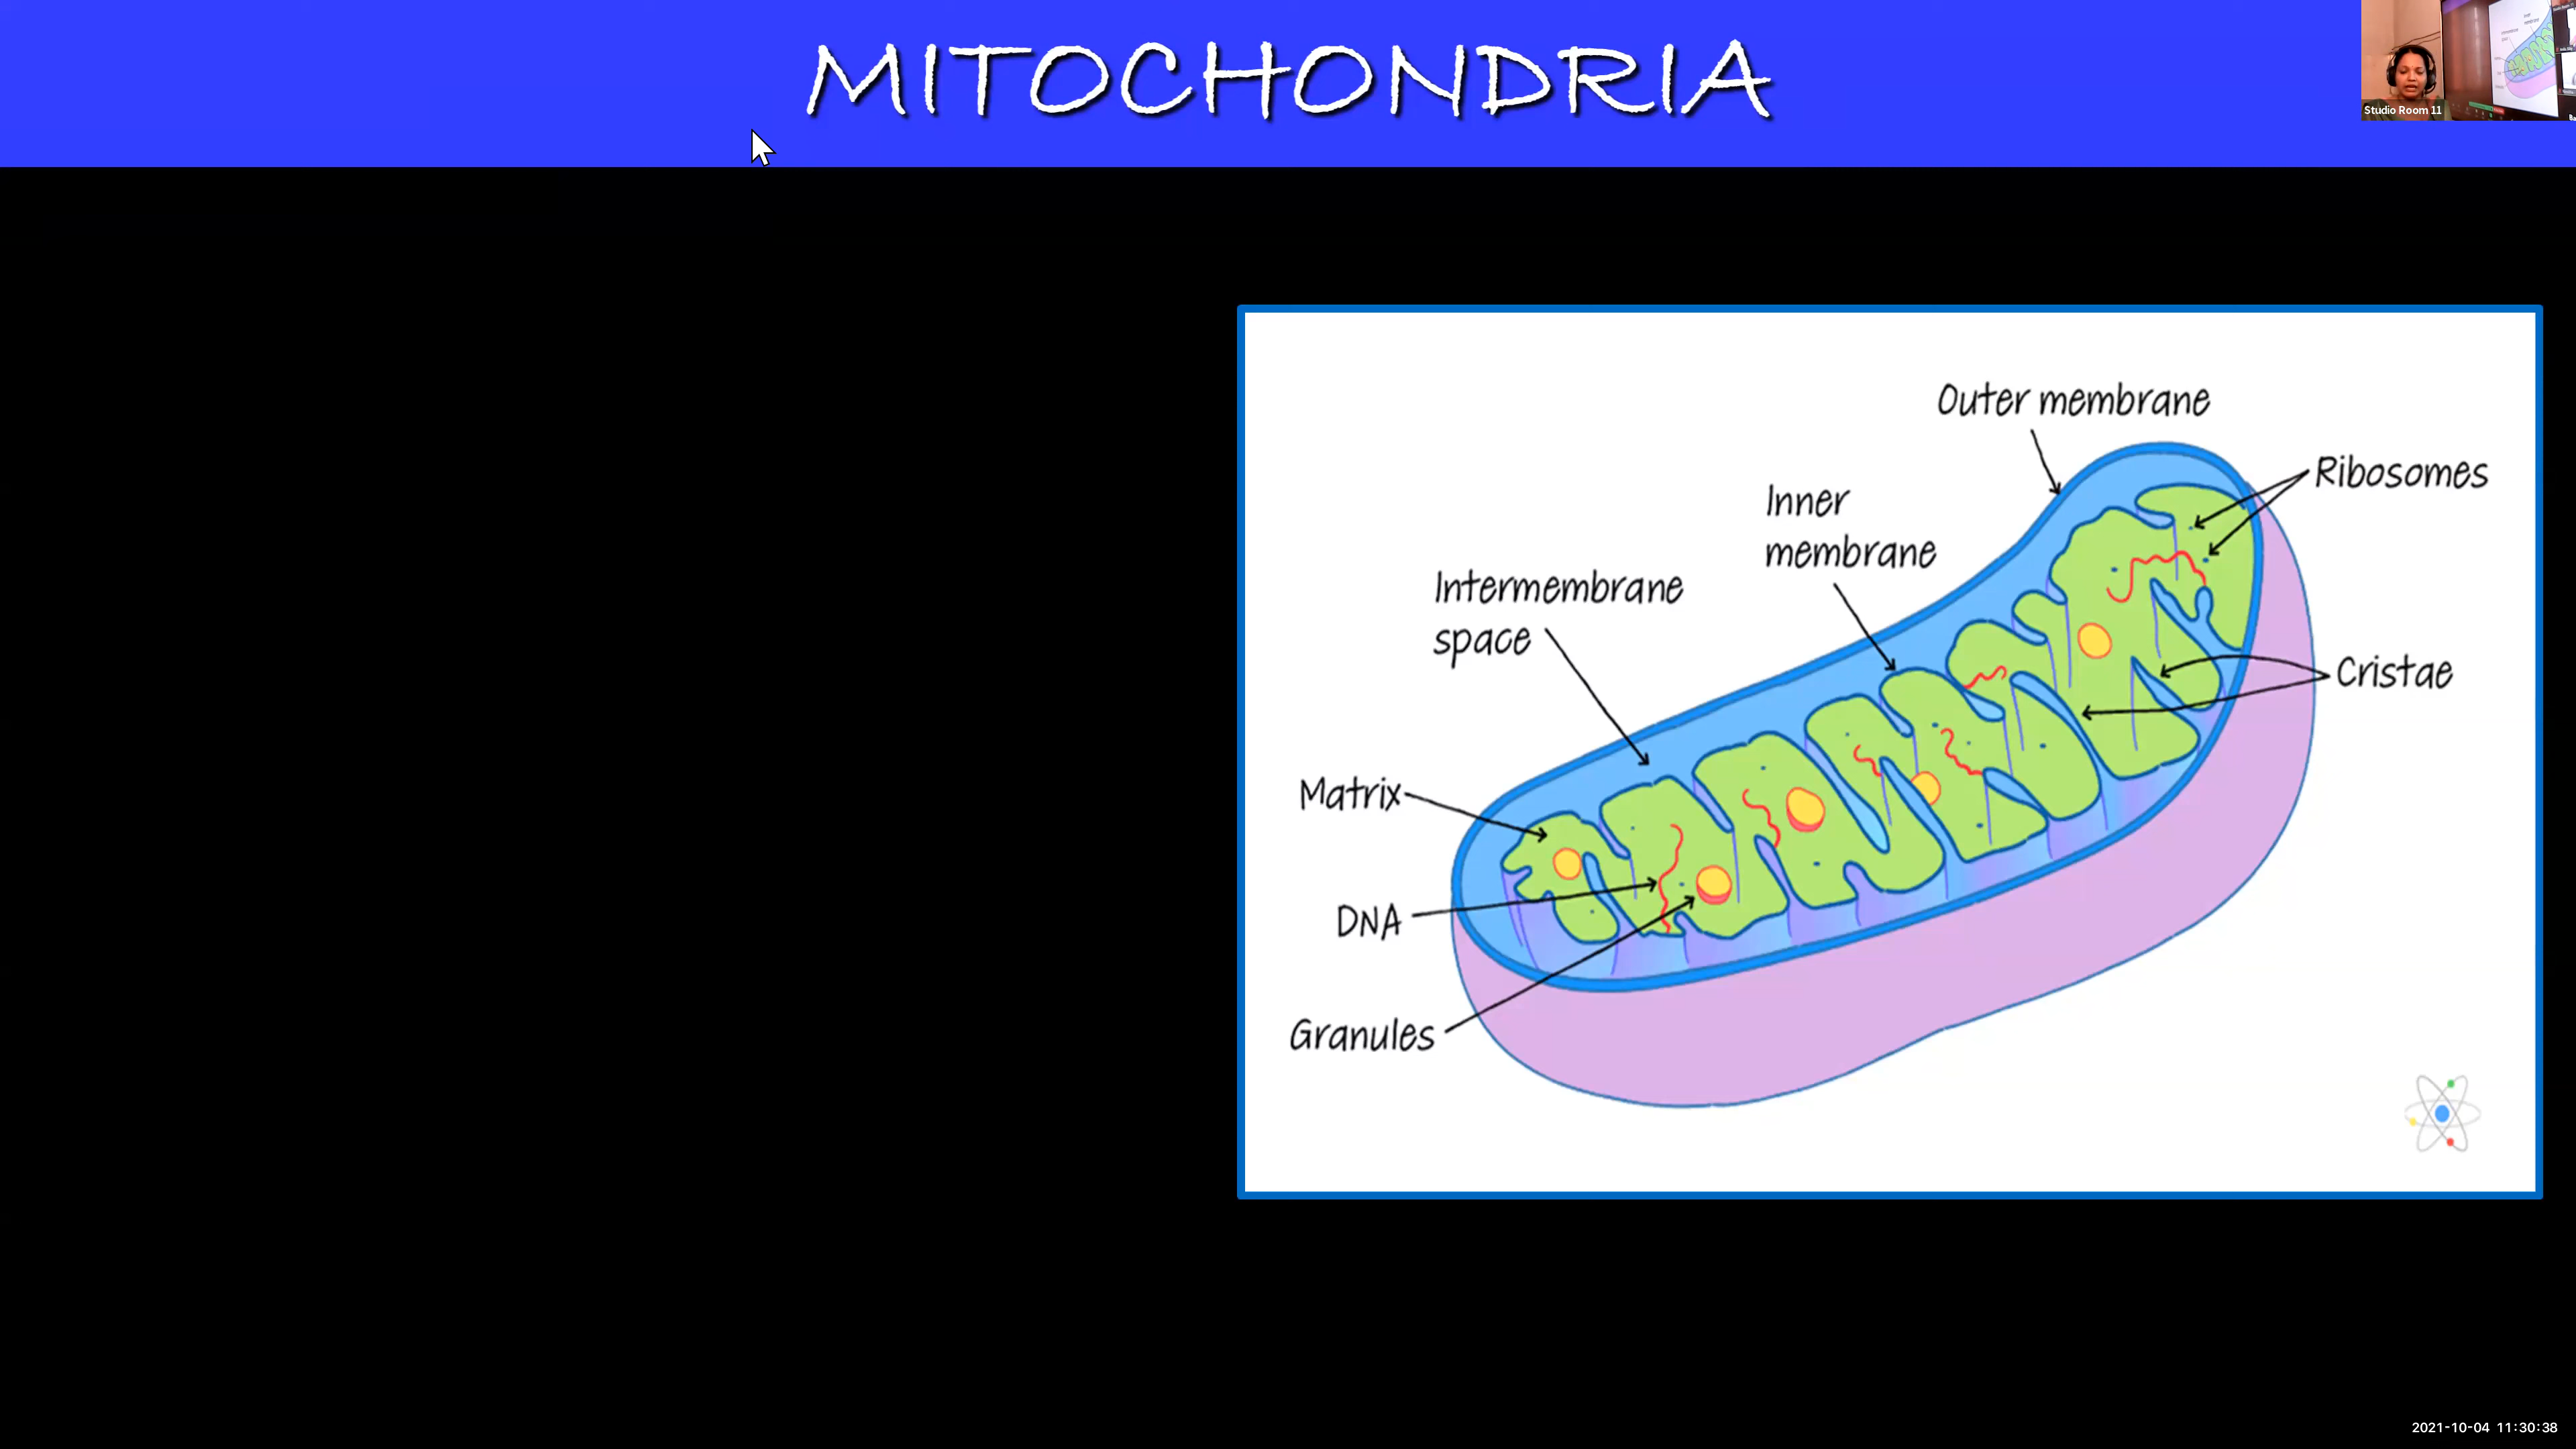 MITOCHONDRIA
Studio Room 11
Outer membrane
Ribosomes
Inner
membrane
Intermembrane
space
Cristae
Matrix
DNA
Granules
2021-10-04 11:30:38